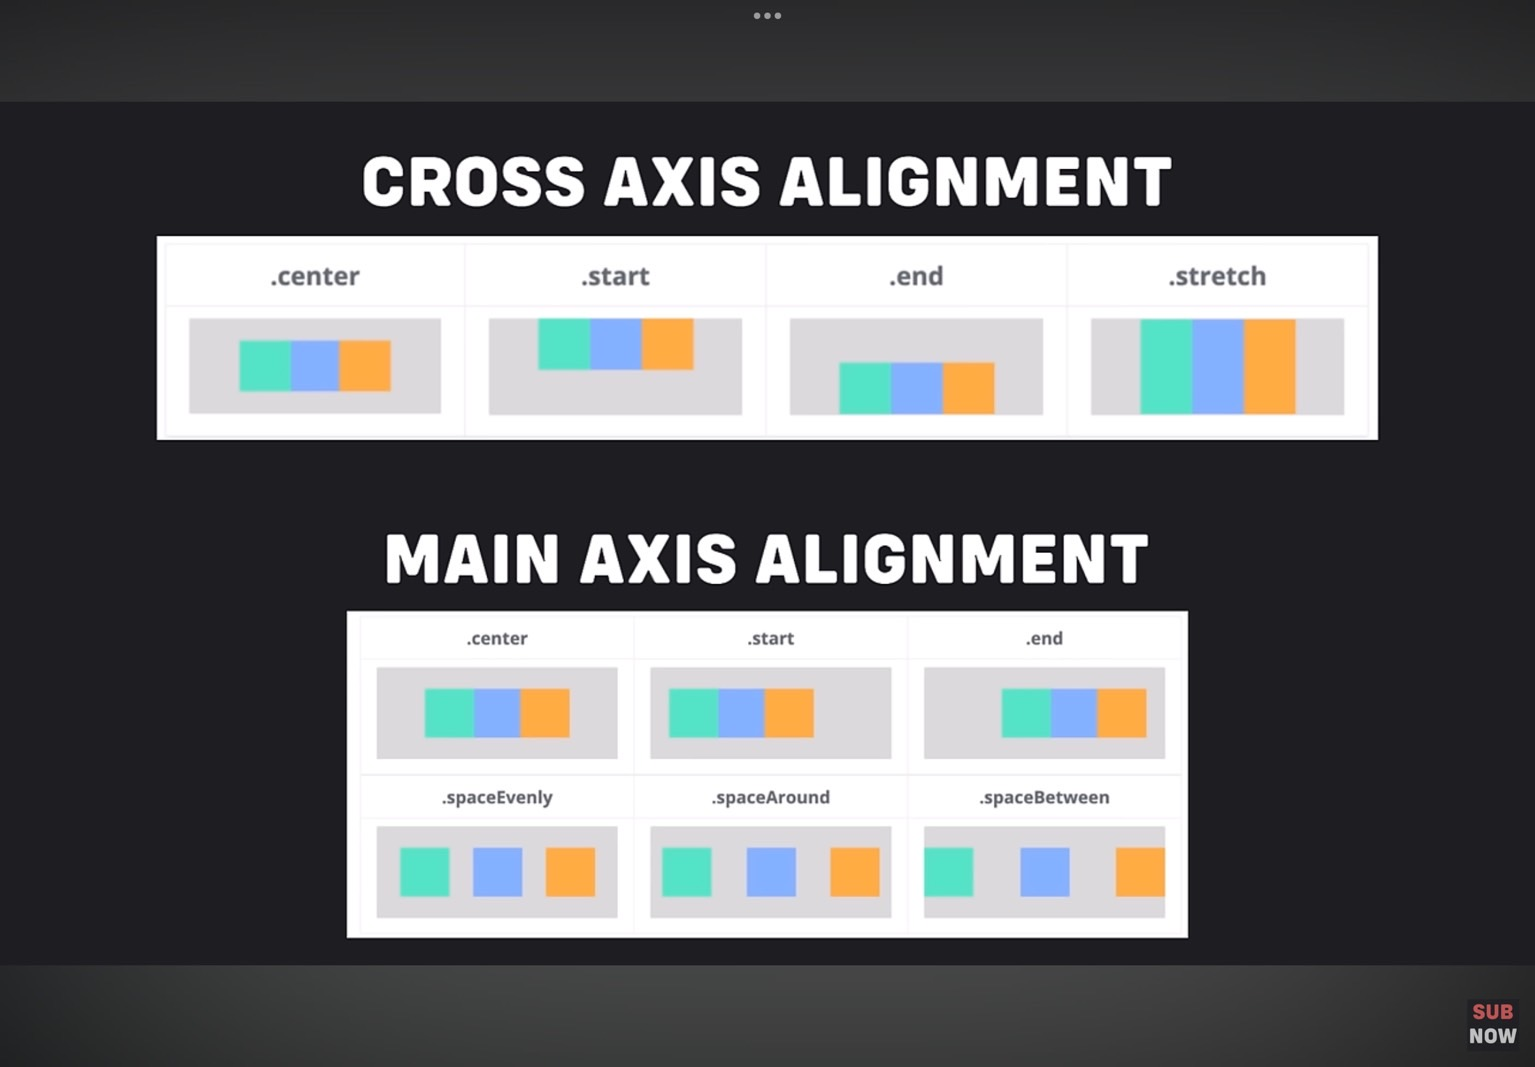 CROSS AXIS ALIGNMENT
.center .start .end .stretch
MAIN AXIS ALIGNMENT
.center .start .end
.spaceEvenly .spaceAround .spaceBetween
SUB
NOW